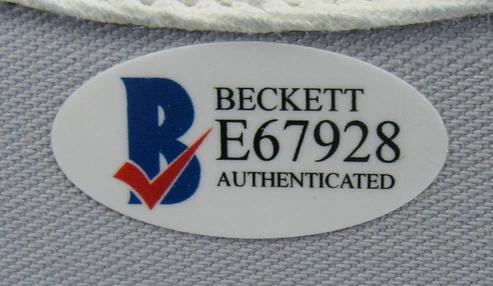 B
BECKETT
E67928
AUTHENTICATED